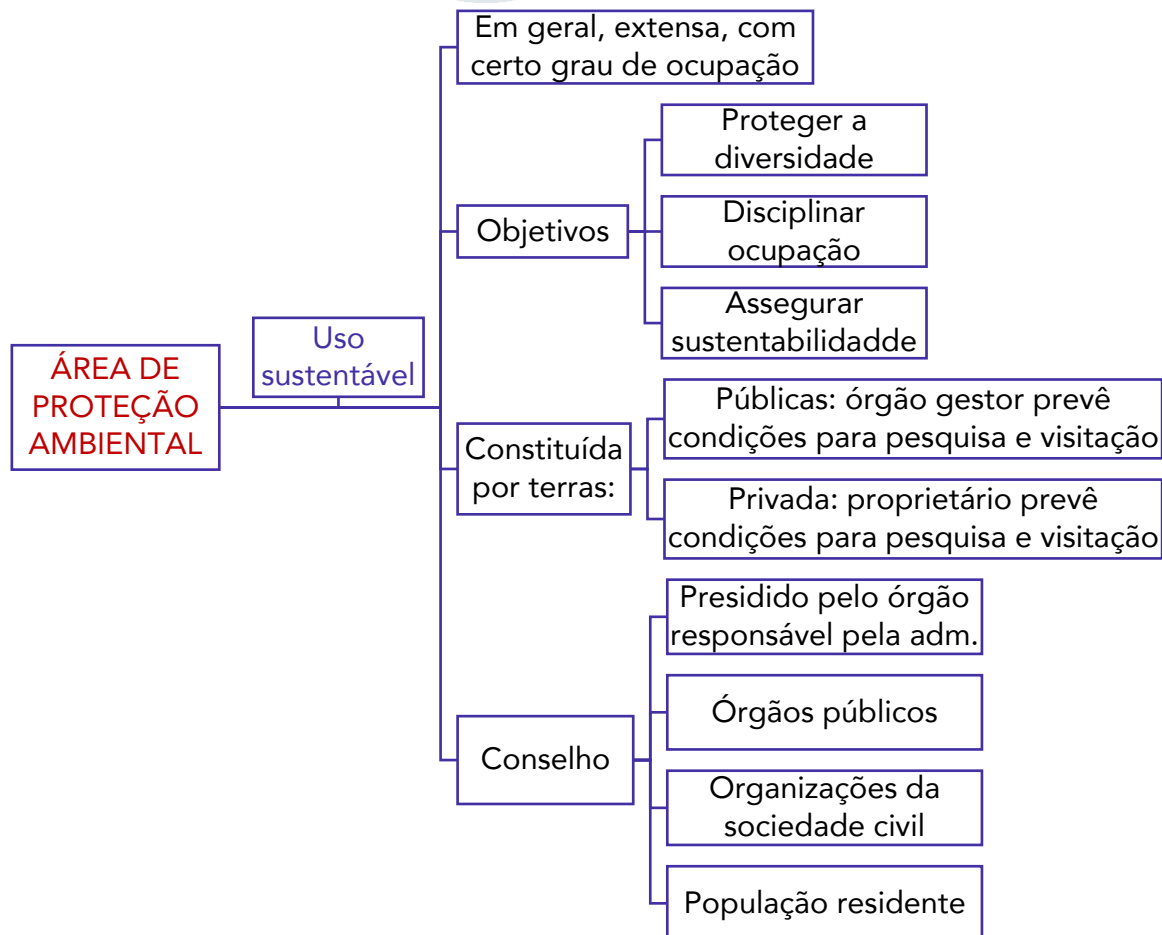 Em geral, extensa, com
certo grau de ocupação
Proteger a
diversidade
Objetivos
Disciplinar
ocupação
Assegurar
sustentabilidadde
Uso
sustentável
ÁREA DE
PROTEÇÃO
AMBIENTAL
Constituída
por terras:
Públicas: órgão gestor prevê
condições para pesquisa e visitação
Privada: proprietário prevê
condições para pesquisa e visitação
Conselho
Presidido pelo órgão
responsável pela adm.
Órgãos públicos
Organizações da
sociedade civil
População residente